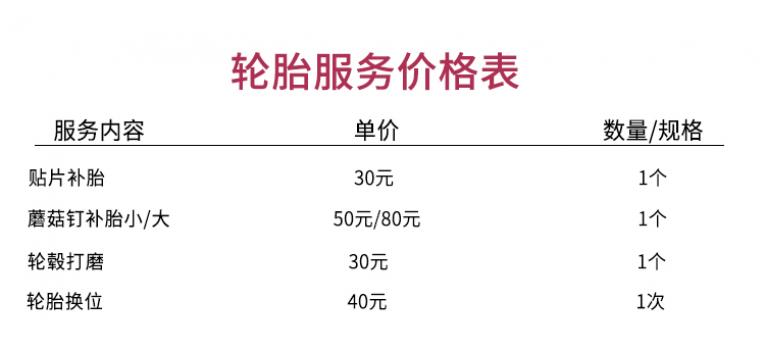 轮胎服务价格表
服务内容 单价 数量/规格
贴片补胎 30元 1个
蘑菇钉补胎小/大 50元/80元 1个
轮毂打磨 30元 1个
轮胎换位 40元 1次